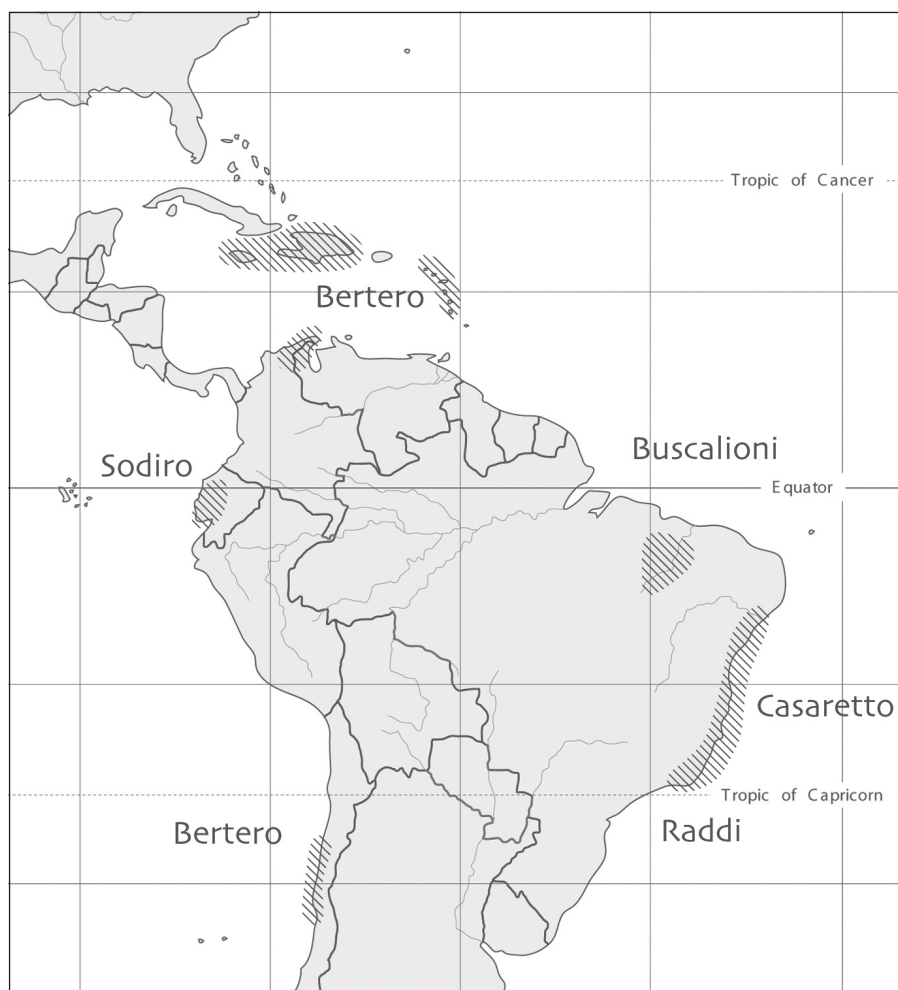 Tropic of Cancer
Bertero
Buscalioni
Sodiro
Equator
Casaretto
Tropic of Capricorn
Bertero
Raddi